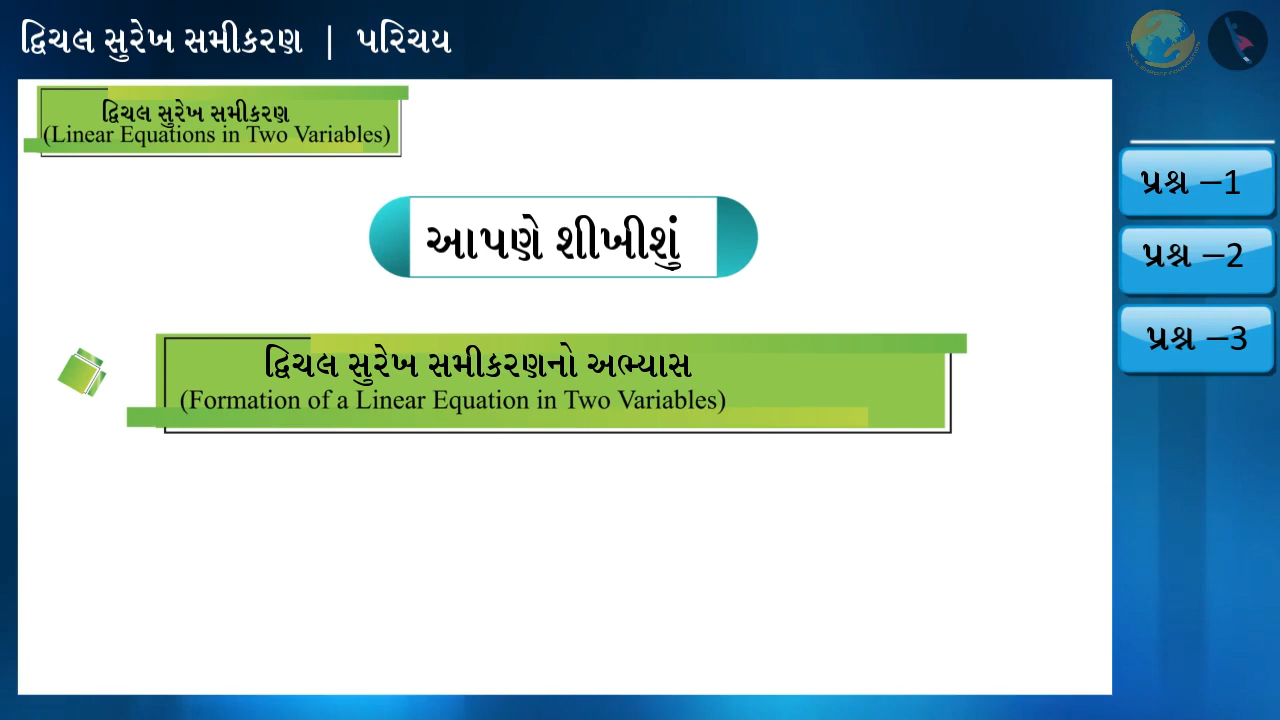 દ્વિચલ સુરેખ સમીકરણ | પરિચય
દ્વિચલ સુરેખ સમીકરણ
(Linear Equations in Two Variables)
આપણે શીખીશું
દ્વિચલ સુરેખ સમીકરણનો અભ્યાસ
(Formation of a Linear Equation in Two Variables)
પ્રશ્ન –1
પ્રશ્ન –2
પ્રશ્ન –3